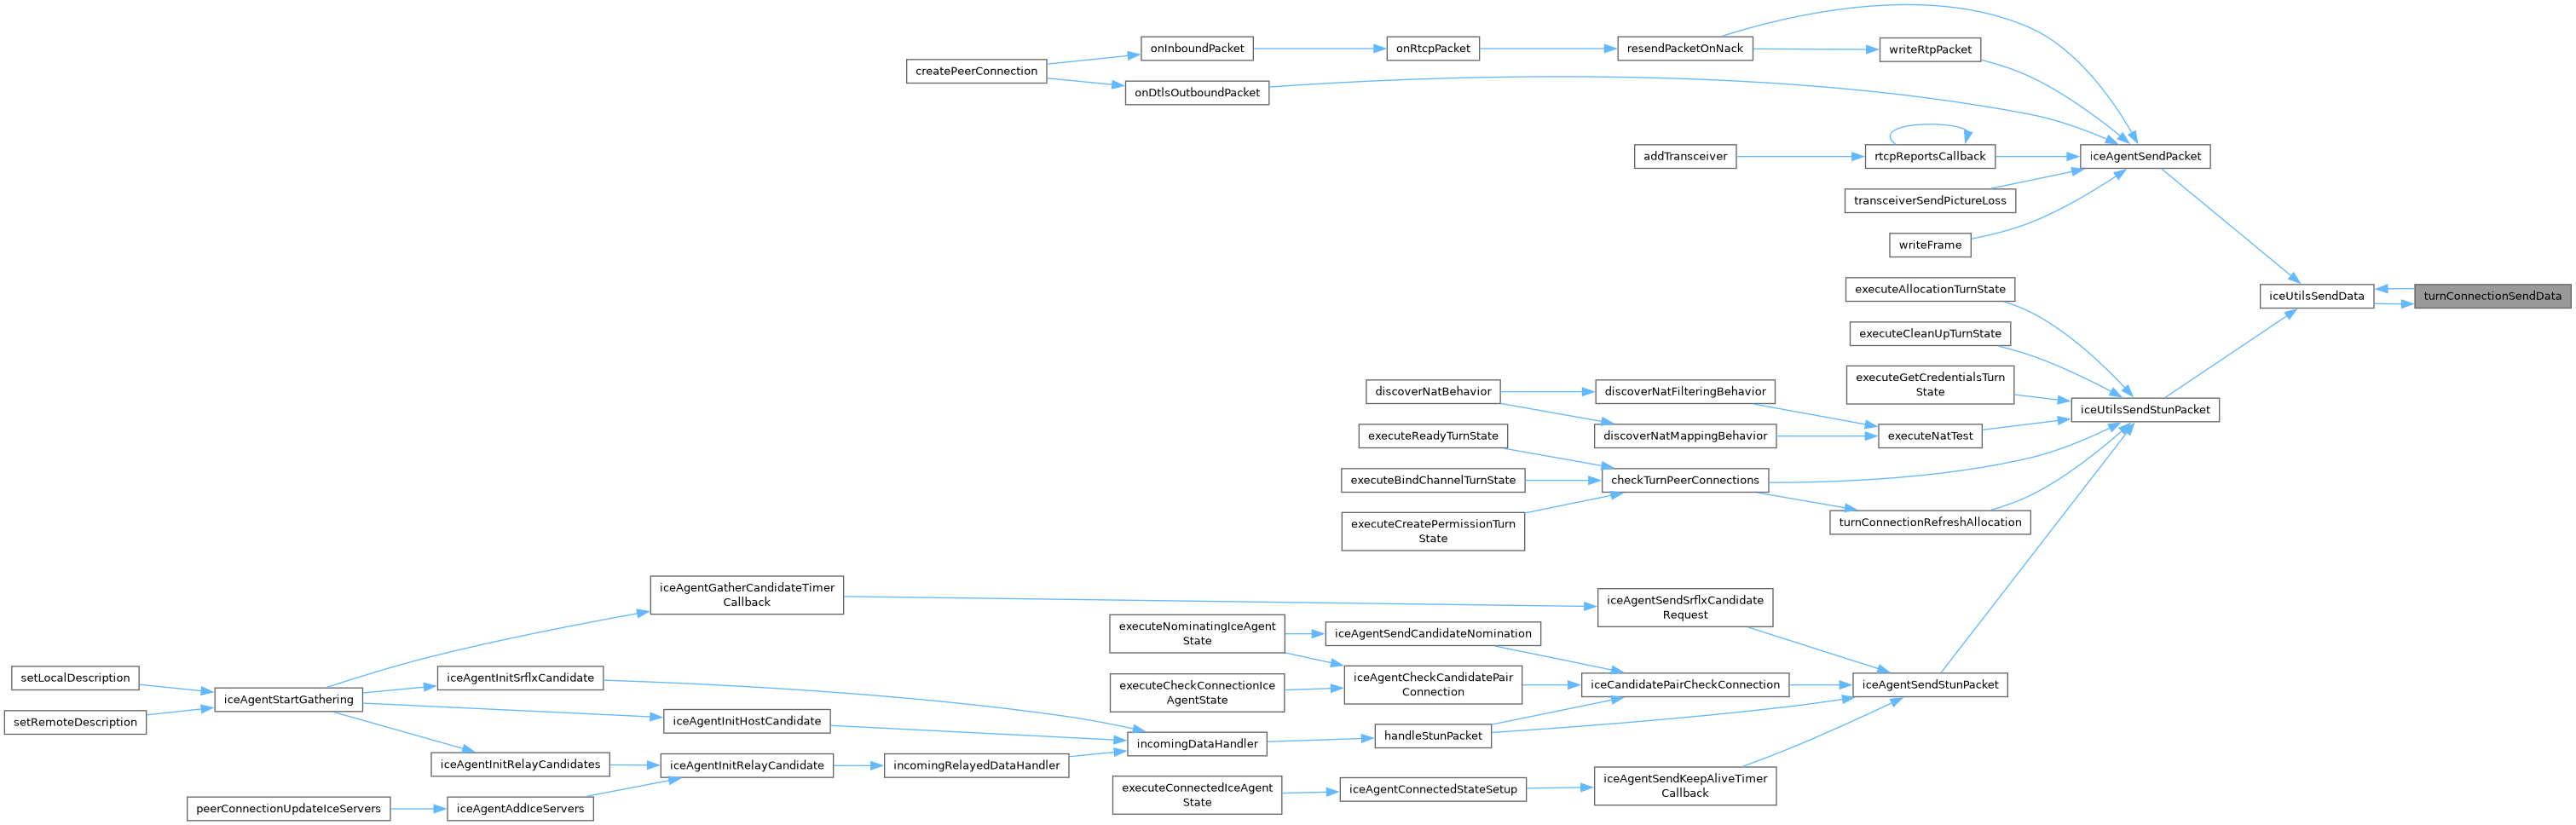 onInboundPacket
onRtcpPacket
resendPacketOnNack
writeRtpPacket
createPeerConnection
onDtlsOutboundPacket
addTransceiver
rtcpReportsCallback
iceAgentSendPacket
transceiverSendPictureLoss
writeFrame
executeAllocationTurnState
iceUtilsSendData
turnConnectionSendData
executeCleanUpTurnState
executeGetCredentialsTurn
State
discoverNatBehavior
discoverNatFilteringBehavior
iceUtilsSendStunPacket
executeReadyTurnState
discoverNatMappingBehavior
executeNatTest
executeBindChannelTurnState
checkTurnPeerConnections
executeCreatePermissionTurn
State
turnConnectionRefreshAllocation
iceAgentGatherCandidateTimer
Callback
iceAgentSendSrflxCandidate
Request
executeNominatingIceAgent
State
iceAgentSendCandidateNomination
setLocalDescription
iceAgentInitSrflxCandidate
executeCheckConnectionIce
AgentState
iceAgentCheckCandidatePair
Connection
iceCandidatePairCheckConnection
iceAgentSendStunPacket
iceAgentStartGathering
setRemoteDescription
iceAgentInitHostCandidate
incomingDataHandler
handleStunPacket
iceAgentInitRelayCandidates
iceAgentInitRelayCandidate
incomingRelayedDataHandler
iceAgentSendKeepAliveTimer
Callback
executeConnectedIceAgent
State
iceAgentConnectedStateSetup
peerConnectionUpdateIceServers
iceAgentAddIceServers